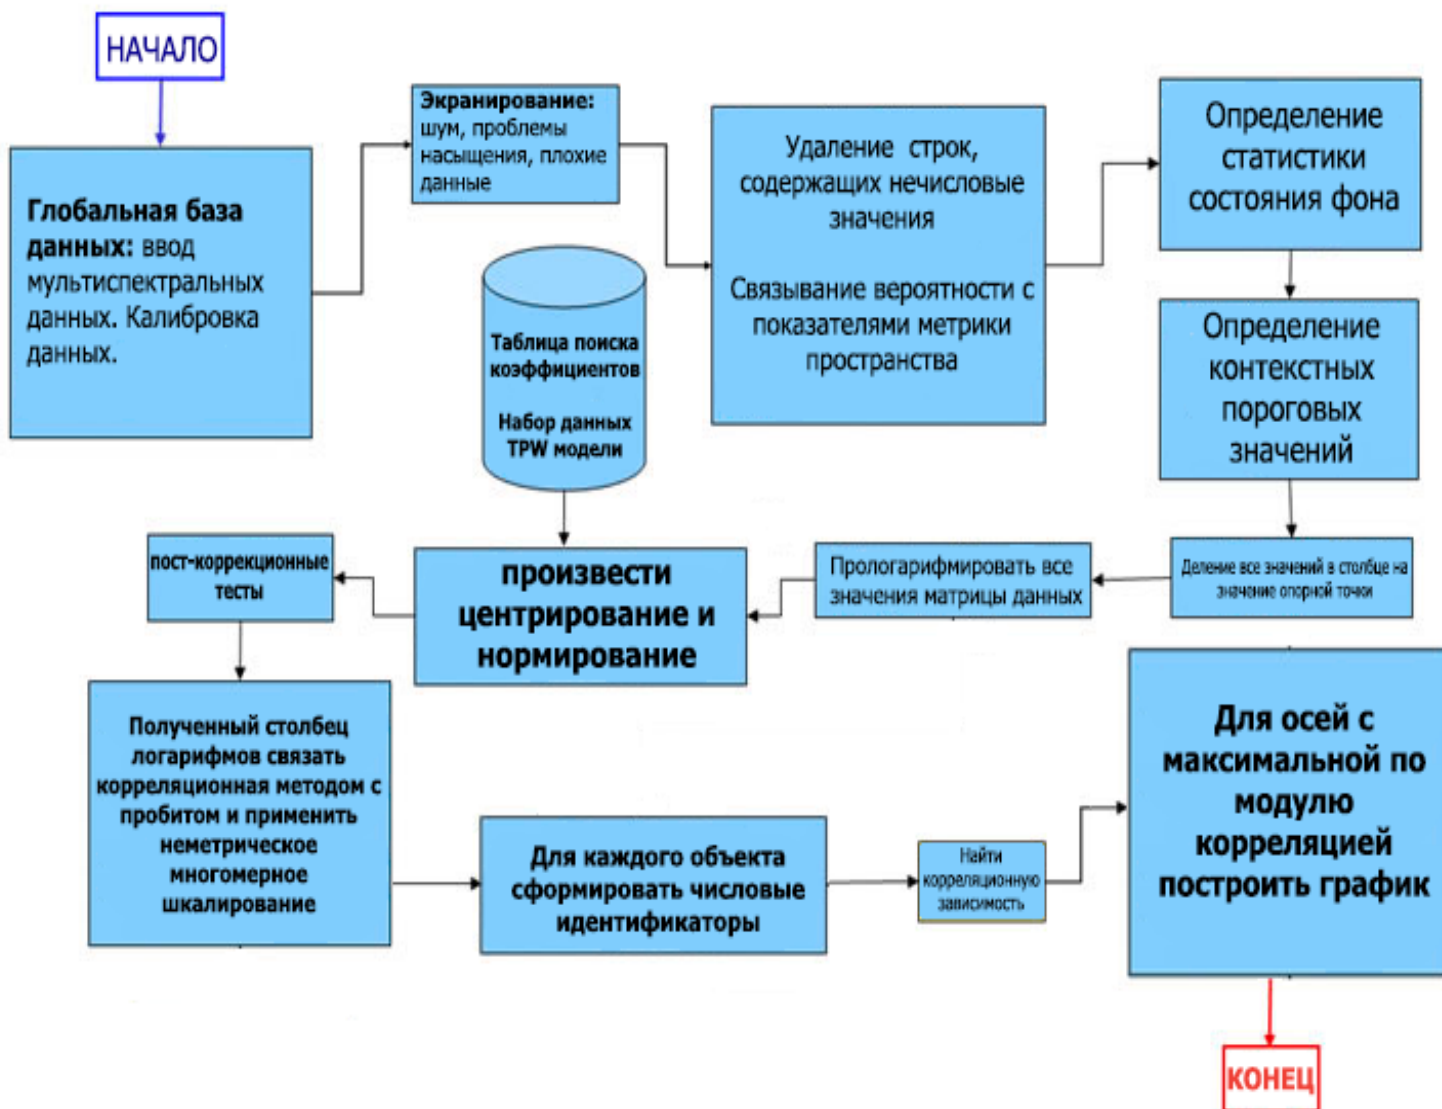 НАЧАЛО
Глобальная база
данных: ввод
мультиспектральных
данных. Калибровка
данных.
Экранирование:
шум, проблемы
насыщения, плохие
данные
Удаление строк,
содержащих нечисловые
значения
Связывание вероятности с
показателями метрики
пространства
Определение
статистики
состояния фона
Определение
контекстных
пороговых
значений
Деление все значений в столбце на
значение опорной точки
Прологарифмировать все
значения матрицы данных
Таблица поиска
коэффициентов
Набор данных
TPW модели
произвести
центрирование и
нормирование
пост-коррекционные
тесты
Полученный столбец
логарифмов связать
корреляционная методом с
пробитом и применить
неметрическое
многомерное
шкалирование
Для каждого объекта
сформировать числовые
идентификаторы
Найти
корреляционную
зависимость
Для осей с
максимальной по
модулю
корреляцией
построить график
КОНЕЦ